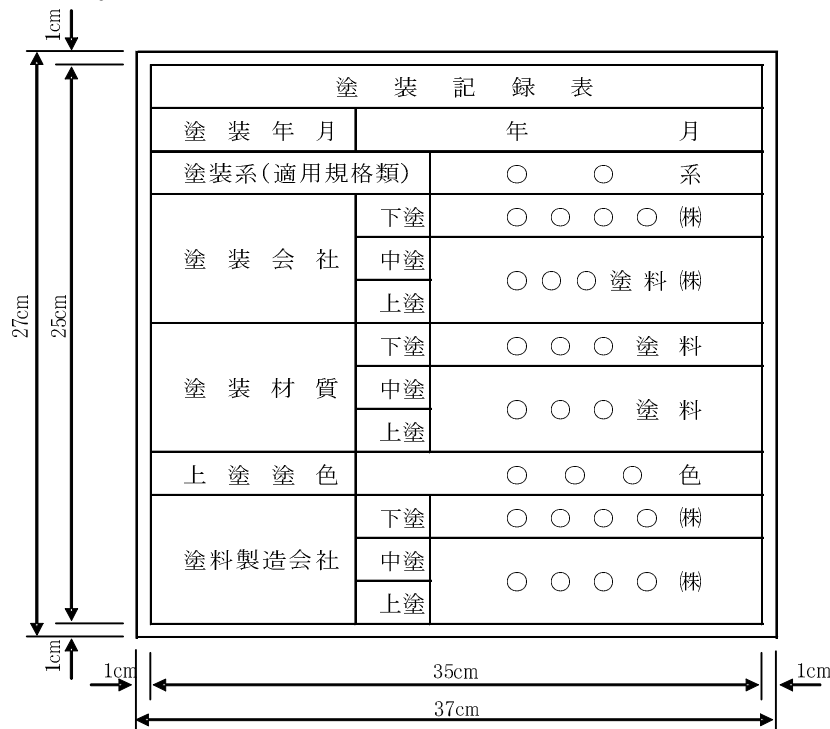 1cm
塗装記録表
塗装年月 年 月
塗装系(適用規格類) ○ ○ 系
塗装会社
下塗 ○ ○ ○ ○ ㈱
中塗
上塗
○ ○ ○ 塗料 ㈱
塗装材質
下塗 ○ ○ ○ 塗料
中塗
上塗
○ ○ ○ 塗料
上塗塗色 ○ ○ ○ 色
塗料製造会社
下塗 ○ ○ ○ ○ ㈱
中塗
上塗
○ ○ ○ ○ ㈱
27cm
25cm
1cm
1cm
35cm
1cm
37cm